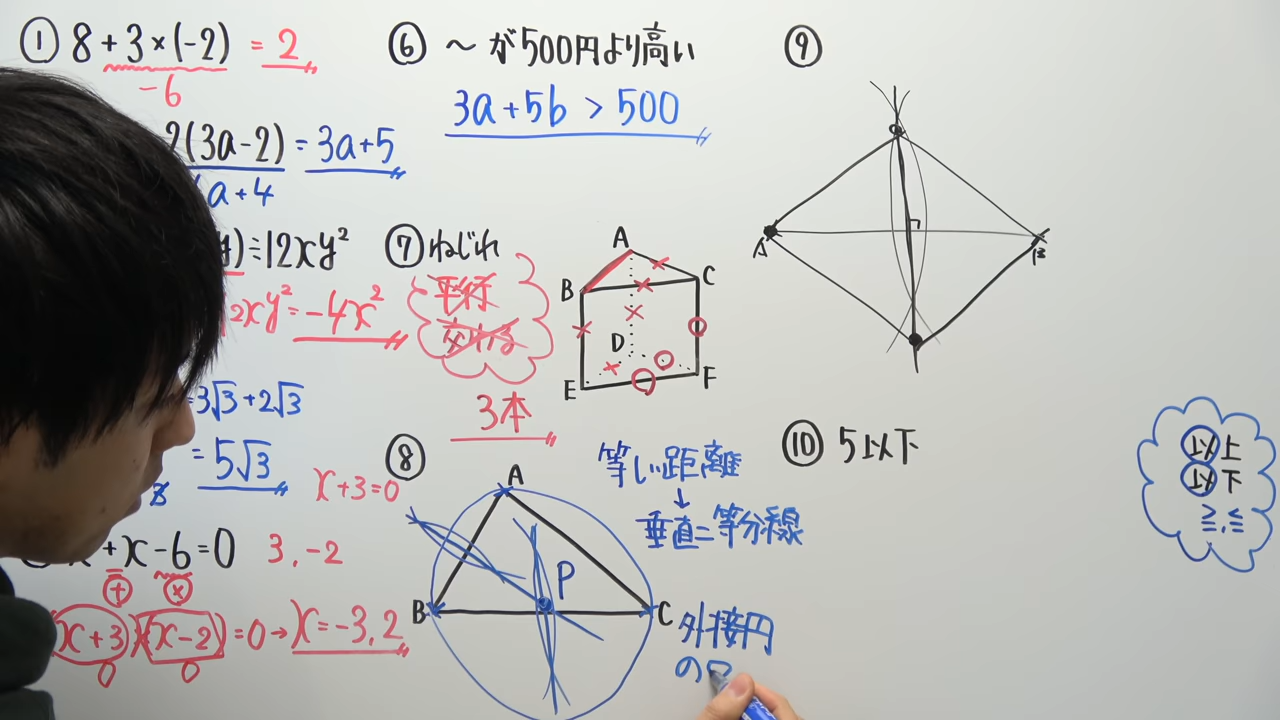 ① 8+3×(-2) = 2
-6
2(3a-2) = 3a+5
a+4
)÷12xy²
2xy² = -4x²
=3√3+2√3
= 5√3
x+3=0
+x-6=0 3, -2
+ ×
(x+3)(x-2)=0→x=-3,2
0 0
⑥ ～が500円より高い
3a+5b > 500
⑦ ねじれ
平行
交わる
3本
A
B
C
D
E
F
⑧
A
B
C
P
等しい距離
↓
垂直二等分線
外接円
の
⑨
A
B
⑩ 5以下
以上
以下
≧,≦